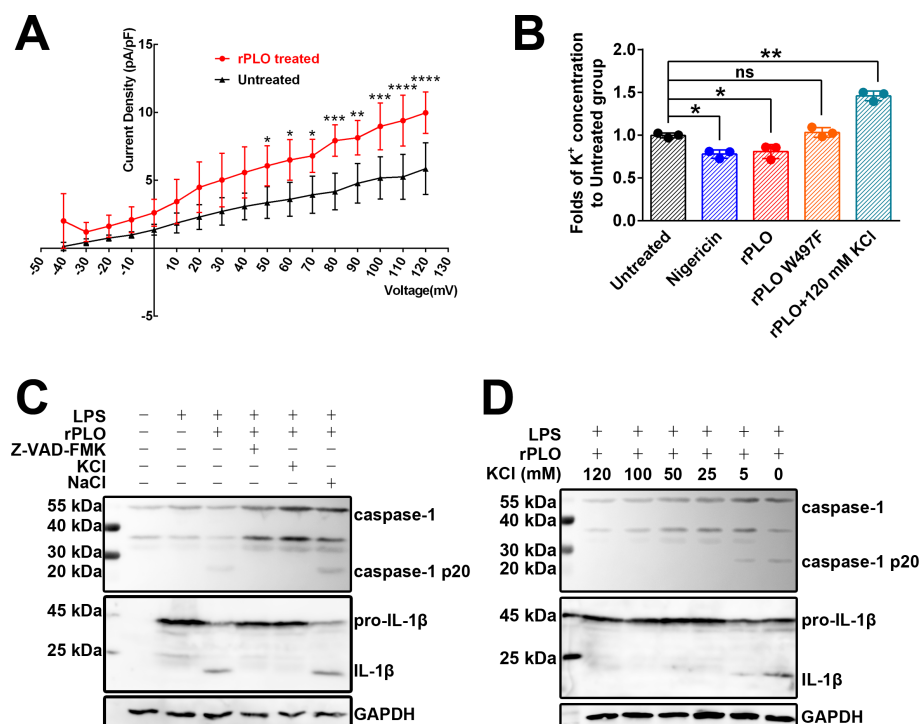 A
Current Density (pA/pF)
15
10
5
-5
rPLO treated
Untreated
* * * *** ** *** **** ****
-50 -40 -30 -20 -10 10 20 30 40 50 60 70 80 90 100 110 120 130
Voltage(mV)
B
Folds of K⁺ concentration
to Untreated group
2.0
1.5
1.0
0.5
0.0
**
ns
*
*
Untreated
Nigericin
rPLO
rPLO W497F
rPLO+120 mM KCl
C
LPS − + + + + +
rPLO − − + + + +
Z-VAD-FMK − − − + − −
KCl − − − − + −
NaCl − − − − − +
55 kDa
40 kDa
30 kDa
20 kDa
caspase-1
caspase-1 p20
45 kDa
25 kDa
pro-IL-1β
IL-1β
GAPDH
D
LPS + + + + + +
rPLO + + + + + +
KCl (mM) 120 100 50 25 5 0
55 kDa
40 kDa
30 kDa
20 kDa
caspase-1
caspase-1 p20
45 kDa
25 kDa
pro-IL-1β
IL-1β
GAPDH